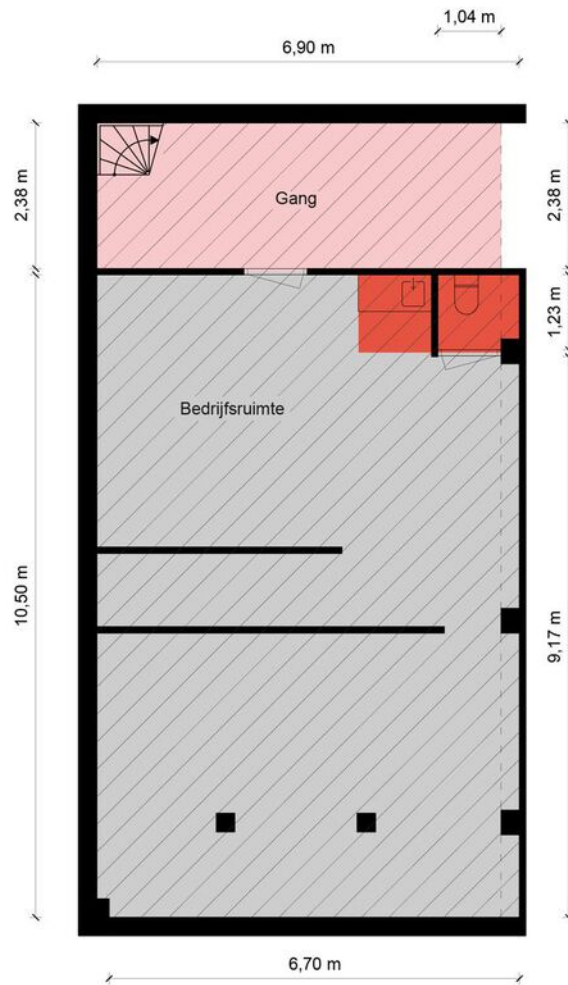 1,04 m
6,90 m
2,38 m
2,38 m
Gang
1,23 m
Bedrijfsruimte
10,50 m
9,17 m
6,70 m